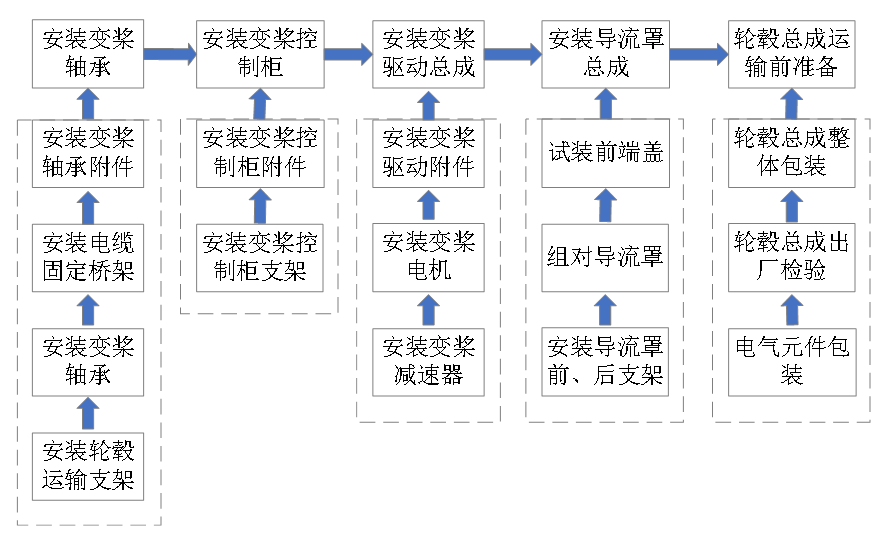 安装变桨
轴承
安装变桨控
制柜
安装变桨
驱动总成
安装导流罩
总成
轮毂总成运
输前准备
安装变桨
轴承附件
安装变桨控
制柜附件
安装变桨
驱动附件
试装前端盖
轮毂总成整
体包装
安装电缆
固定桥架
安装变桨控
制柜支架
安装变桨
电机
组对导流罩
轮毂总成出
厂检验
安装变桨
轴承
安装变桨
减速器
安装导流罩
前、后支架
电气元件包
装
安装轮毂
运输支架